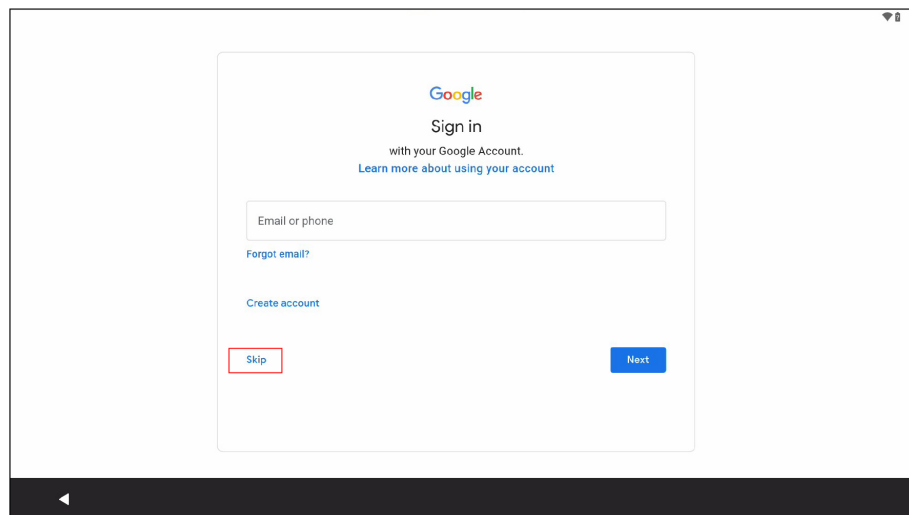 Google
Sign in
with your Google Account.
Learn more about using your account
Email or phone
Forgot email?
Create account
Skip
Next